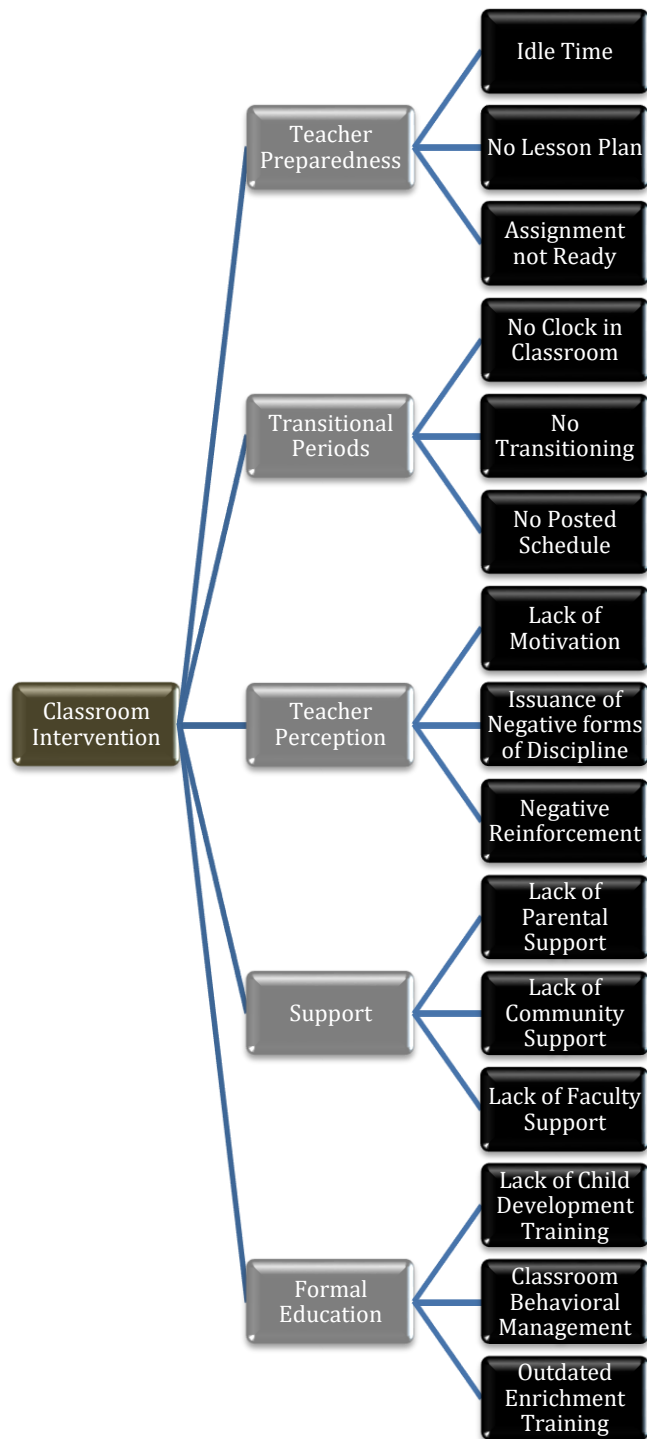 Classroom
Intervention
Teacher
Preparedness
Idle Time
No Lesson Plan
Assignment
not Ready
Transitional
Periods
No Clock in
Classroom
No
Transitioning
No Posted
Schedule
Teacher
Perception
Lack of
Motivation
Issuance of
Negative forms
of Discipline
Negative
Reinforcement
Support
Lack of
Parental
Support
Lack of
Community
Support
Lack of Faculty
Support
Formal
Education
Lack of Child
Development
Training
Classroom
Behavioral
Management
Outdated
Enrichment
Training